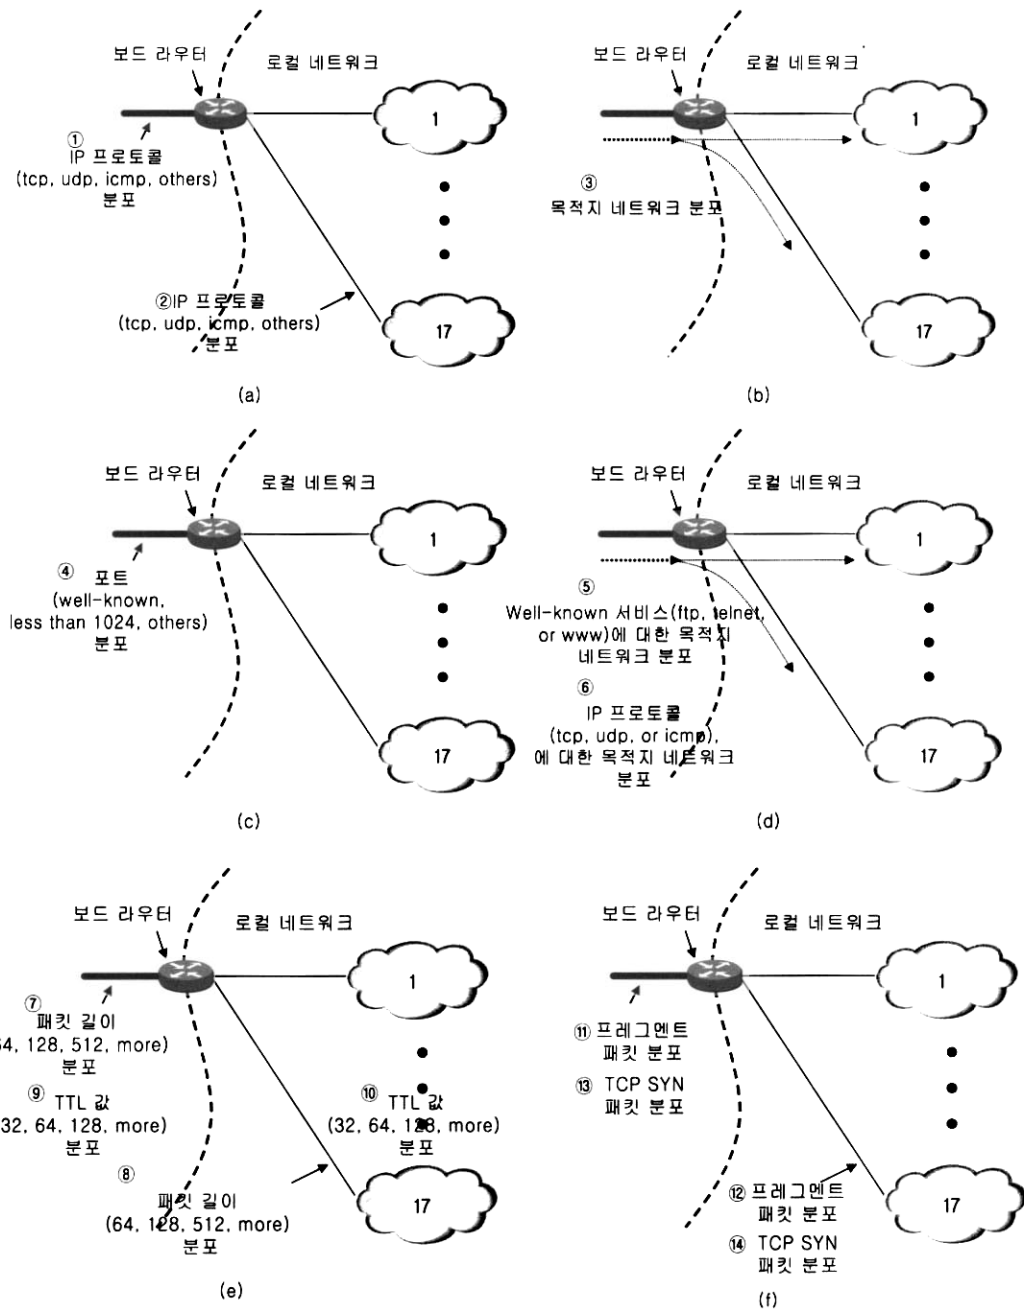 보드 라우터
로컬 네트워크
1
①
IP 프로토콜
(tcp, udp, icmp, others)
분포
②IP 프로토콜
(tcp, udp, icmp, others)
분포
17
(a)
보드 라우터
로컬 네트워크
1
③
목적지 네트워크 분포
17
(b)
보드 라우터
로컬 네트워크
1
④ 포트
(well-known,
less than 1024, others)
분포
17
(c)
보드 라우터
로컬 네트워크
1
⑤
Well-known 서비스(ftp, telnet,
or www)에 대한 목적지
네트워크 분포
⑥
IP 프로토콜
(tcp, udp, or icmp),
에 대한 목적지 네트워크
분포
17
(d)
보드 라우터
로컬 네트워크
1
⑦
패킷 길이
64, 128, 512, more)
분포
⑨ TTL 값
(32, 64, 128, more)
분포
⑩ TTL 값
(32, 64, 128, more)
분포
⑧
패킷 길이
(64, 128, 512, more)
분포
17
(e)
보드 라우터
로컬 네트워크
1
⑪ 프레그멘트
패킷 분포
⑬ TCP SYN
패킷 분포
17
⑫ 프레그멘트
패킷 분포
⑭ TCP SYN
패킷 분포
(f)